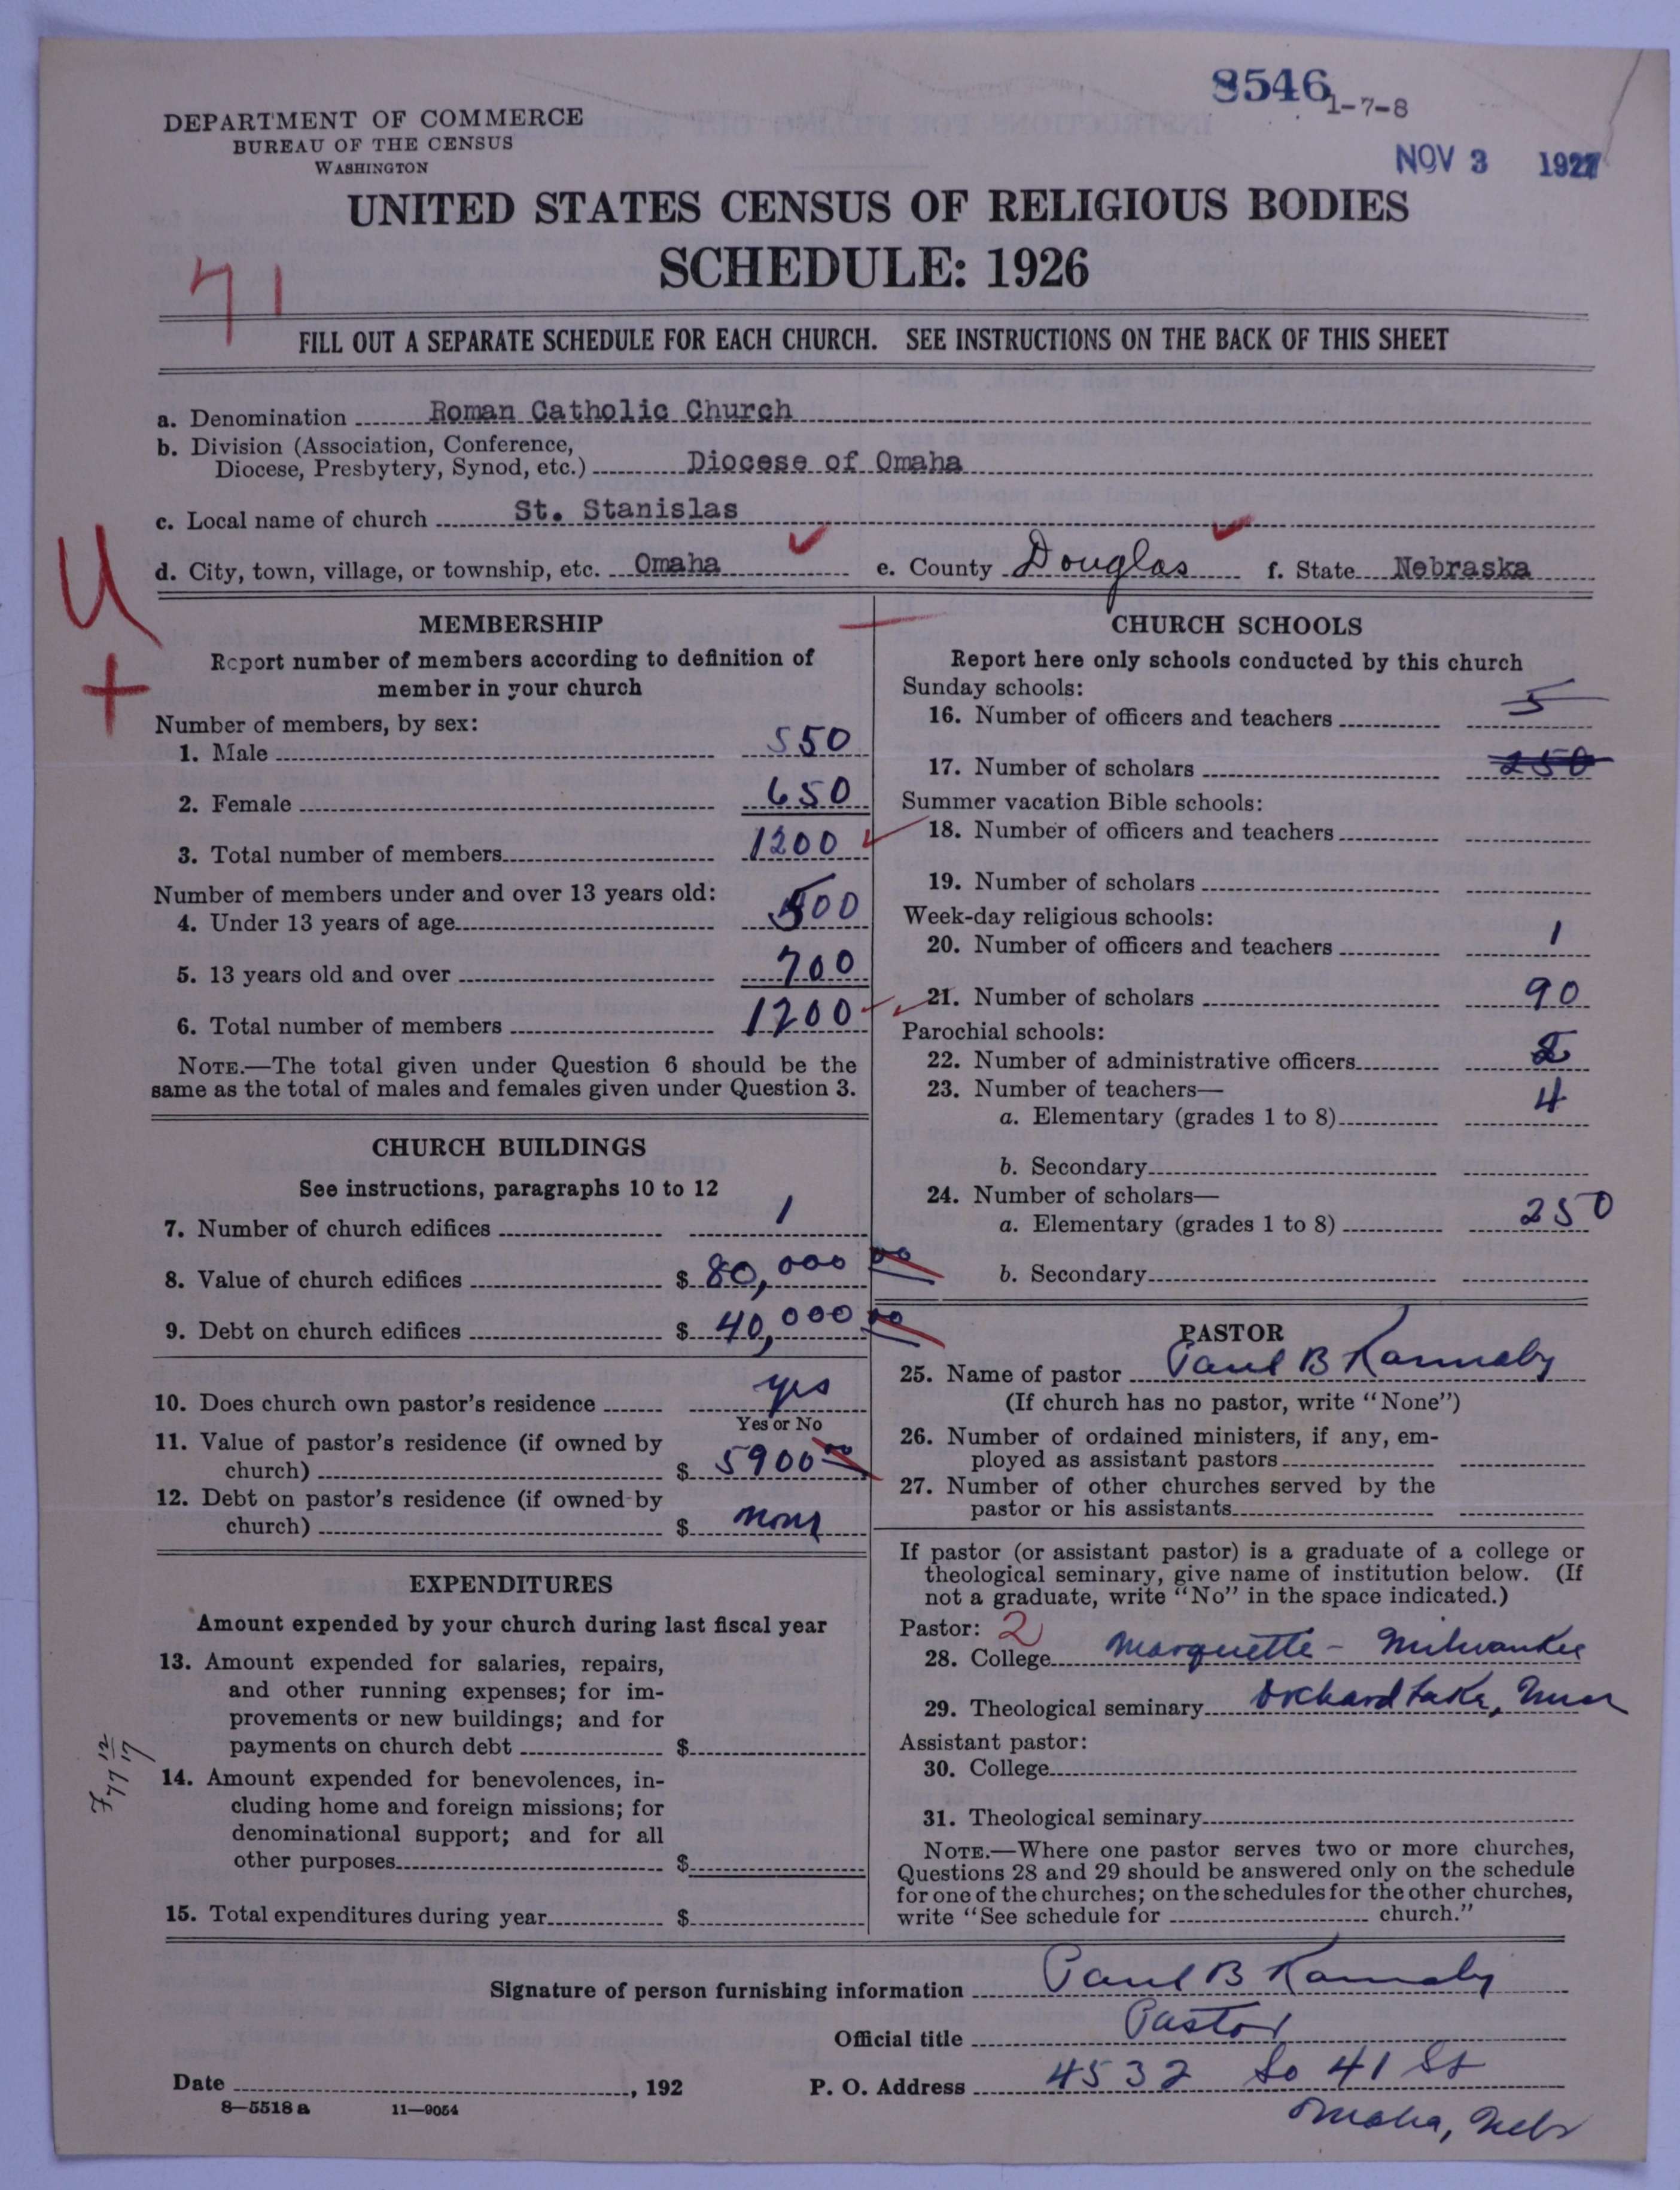 8546
1-7-8
DEPARTMENT OF COMMERCE
BUREAU OF THE CENSUS
WASHINGTON
NOV 3 1927
UNITED STATES CENSUS OF RELIGIOUS BODIES
SCHEDULE: 1926
71
FILL OUT A SEPARATE SCHEDULE FOR EACH CHURCH. SEE INSTRUCTIONS ON THE BACK OF THIS SHEET
a. Denomination Roman Catholic Church
b. Division (Association, Conference,
Diocese, Presbytery, Synod, etc.) Diocese of Omaha
c. Local name of church St. Stanislas
d. City, town, village, or township, etc. Omaha e. County Douglas f. State Nebraska
U
+
MEMBERSHIP
Report number of members according to definition of
member in your church
Number of members, by sex:
1. Male 550
2. Female 650
3. Total number of members 1200
Number of members under and over 13 years old:
4. Under 13 years of age 500
5. 13 years old and over 700
6. Total number of members 1200
NOTE.—The total given under Question 6 should be the
same as the total of males and females given under Question 3.
CHURCH BUILDINGS
See instructions, paragraphs 10 to 12
7. Number of church edifices 1
8. Value of church edifices $ 80,000 00
9. Debt on church edifices $ 40,000 00
10. Does church own pastor's residence yes
Yes or No
11. Value of pastor's residence (if owned by
church) $ 5900 00
12. Debt on pastor's residence (if owned by
church) $ none
EXPENDITURES
Amount expended by your church during last fiscal year
13. Amount expended for salaries, repairs,
and other running expenses; for im-
provements or new buildings; and for
payments on church debt $
14. Amount expended for benevolences, in-
cluding home and foreign missions; for
denominational support; and for all
other purposes $
15. Total expenditures during year $
CHURCH SCHOOLS
Report here only schools conducted by this church
Sunday schools:
16. Number of officers and teachers 5
17. Number of scholars 250
Summer vacation Bible schools:
18. Number of officers and teachers
19. Number of scholars
Week-day religious schools:
20. Number of officers and teachers 1
21. Number of scholars 90
Parochial schools:
22. Number of administrative officers
23. Number of teachers—
a. Elementary (grades 1 to 8) 4
b. Secondary
24. Number of scholars—
a. Elementary (grades 1 to 8) 250
b. Secondary
PASTOR
25. Name of pastor Paul B
(If church has no pastor, write "None")
26. Number of ordained ministers, if any, em-
ployed as assistant pastors
27. Number of other churches served by the
pastor or his assistants
If pastor (or assistant pastor) is a graduate of a college or
theological seminary, give name of institution below. (If
not a graduate, write "No" in the space indicated.)
Pastor: 2
28. College Marquette - Milwaukee
29. Theological seminary Orchard Lake,
Assistant pastor:
30. College
31. Theological seminary
NOTE.—Where one pastor serves two or more churches,
Questions 28 and 29 should be answered only on the schedule
for one of the churches; on the schedules for the other churches,
write "See schedule for church."
Signature of person furnishing information Paul B
Official title Pastor
Date , 192
P. O. Address 4532 So 41 St
Omaha, Nebr
8—5518 a 11—9054